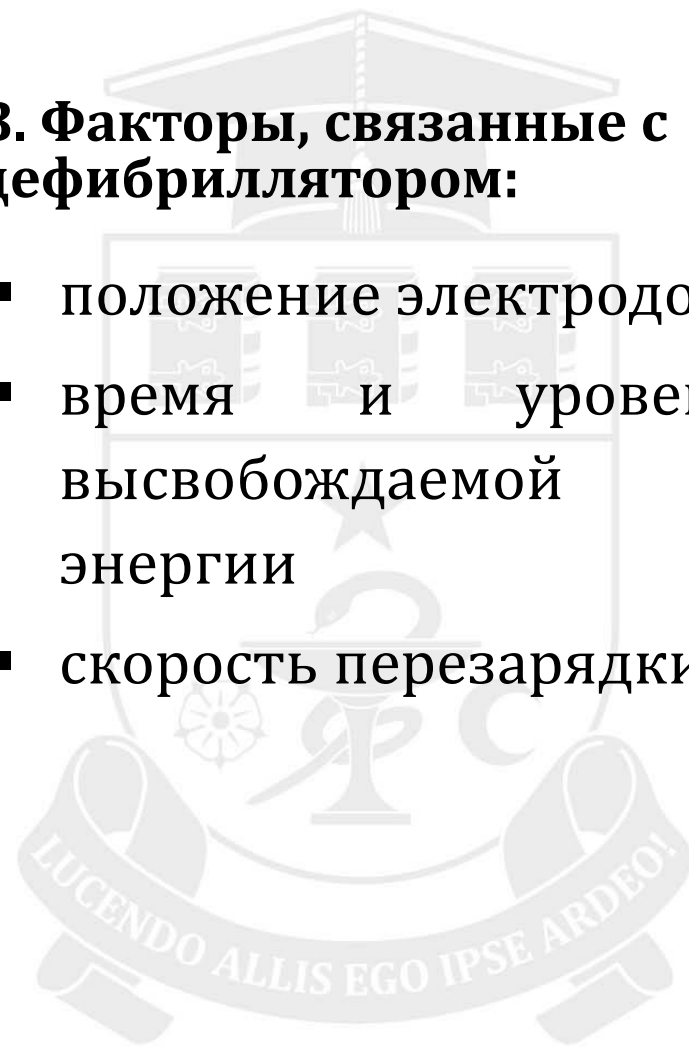 3. Факторы, связанные с
дефибриллятором:
▪ положение электродо
▪ время и уровен
высвобождаемой
энергии
▪ скорость перезарядки
LUCENDO ALLIS EGO IPSE ARDEO!